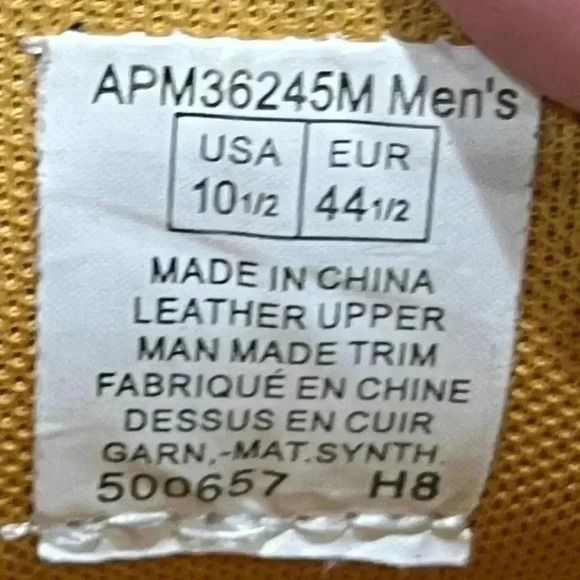 APM36245M Men's
USA EUR
10 1/2 44 1/2
MADE IN CHINA
LEATHER UPPER
MAN MADE TRIM
FABRIQUÉ EN CHINE
DESSUS EN CUIR
GARN,-MAT.SYNTH.
500657 H8